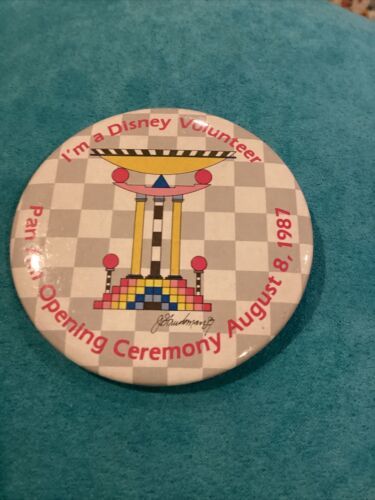 I'm a Disney Volunteer
Pan Opening Ceremony August 8, 1987